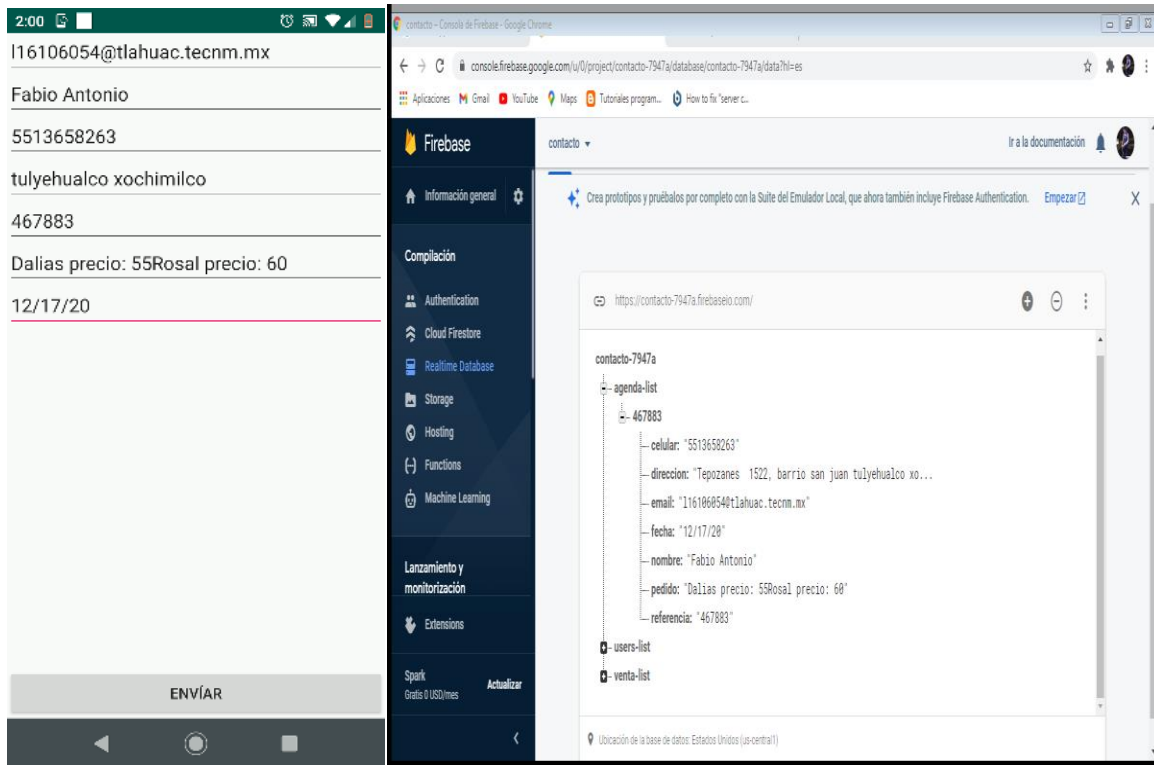 2:00
l16106054@tlahuac.tecnm.mx
Fabio Antonio
5513658263
tulyehualco xochimilco
467883
Dalias precio: 55Rosal precio: 60
12/17/20
ENVÍAR
contacto – Consola de Firebase - Google Chrome
console.firebase.google.com/u/0/project/contacto-7947a/database/contacto-7947a/data?hl=es
Aplicaciones Gmail YouTube Maps Tutoriales program... How to fix "server c...
Firebase
contacto
Ir a la documentación
Información general
Crea prototipos y pruébalos por completo con la Suite del Emulador Local, que ahora también incluye Firebase Authentication. Empezar
Compilación
Authentication
Cloud Firestore
Realtime Database
Storage
Hosting
Functions
Machine Learning
Lanzamiento y
monitorización
Extensions
Spark
Gratis 0 USD/mes
Actualizar
https://contacto-7947a.firebaseio.com/
contacto-7947a
agenda-list
467883
celular: "5513658263"
direccion: "Tepozanes 1522, barrio san juan tulyehualco xo...
email: "l16106054@tlahuac.tecnm.mx"
fecha: "12/17/20"
nombre: "Fabio Antonio"
pedido: "Dalias precio: 55Rosal precio: 60"
referencia: "467883"
users-list
venta-list
Ubicación de la base de datos: Estados Unidos (us-central1)